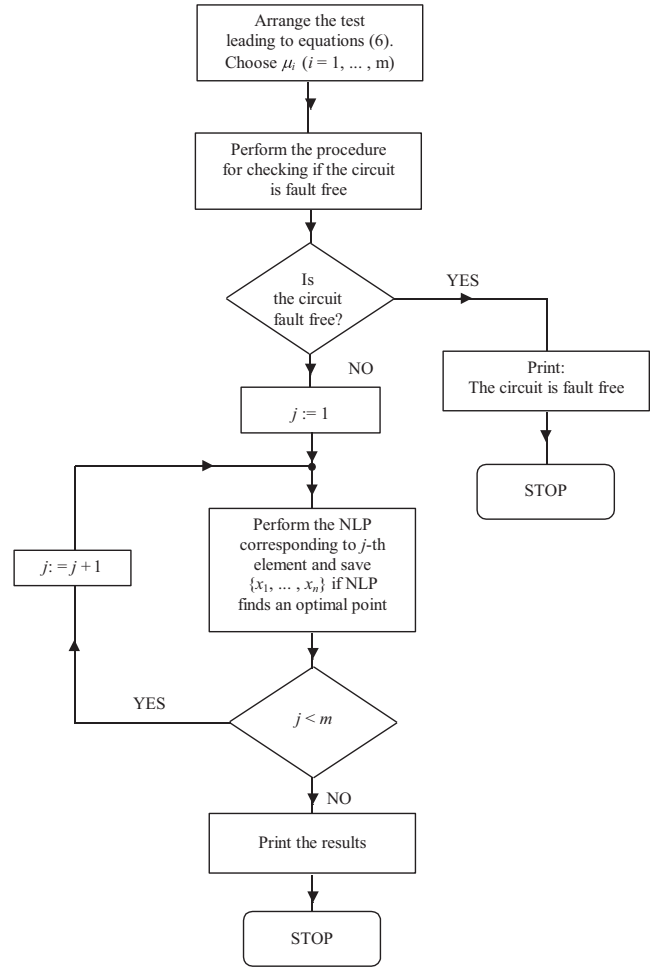 Arrange the test
leading to equations (6).
Choose μi (i = 1, ... , m)
Perform the procedure
for checking if the circuit
is fault free
Is
the circuit
fault free?
YES
Print:
The circuit is fault free
STOP
NO
j := 1
Perform the NLP
corresponding to j-th
element and save
{x1, ... , xn} if NLP
finds an optimal point
j: = j + 1
YES
j < m
NO
Print the results
STOP